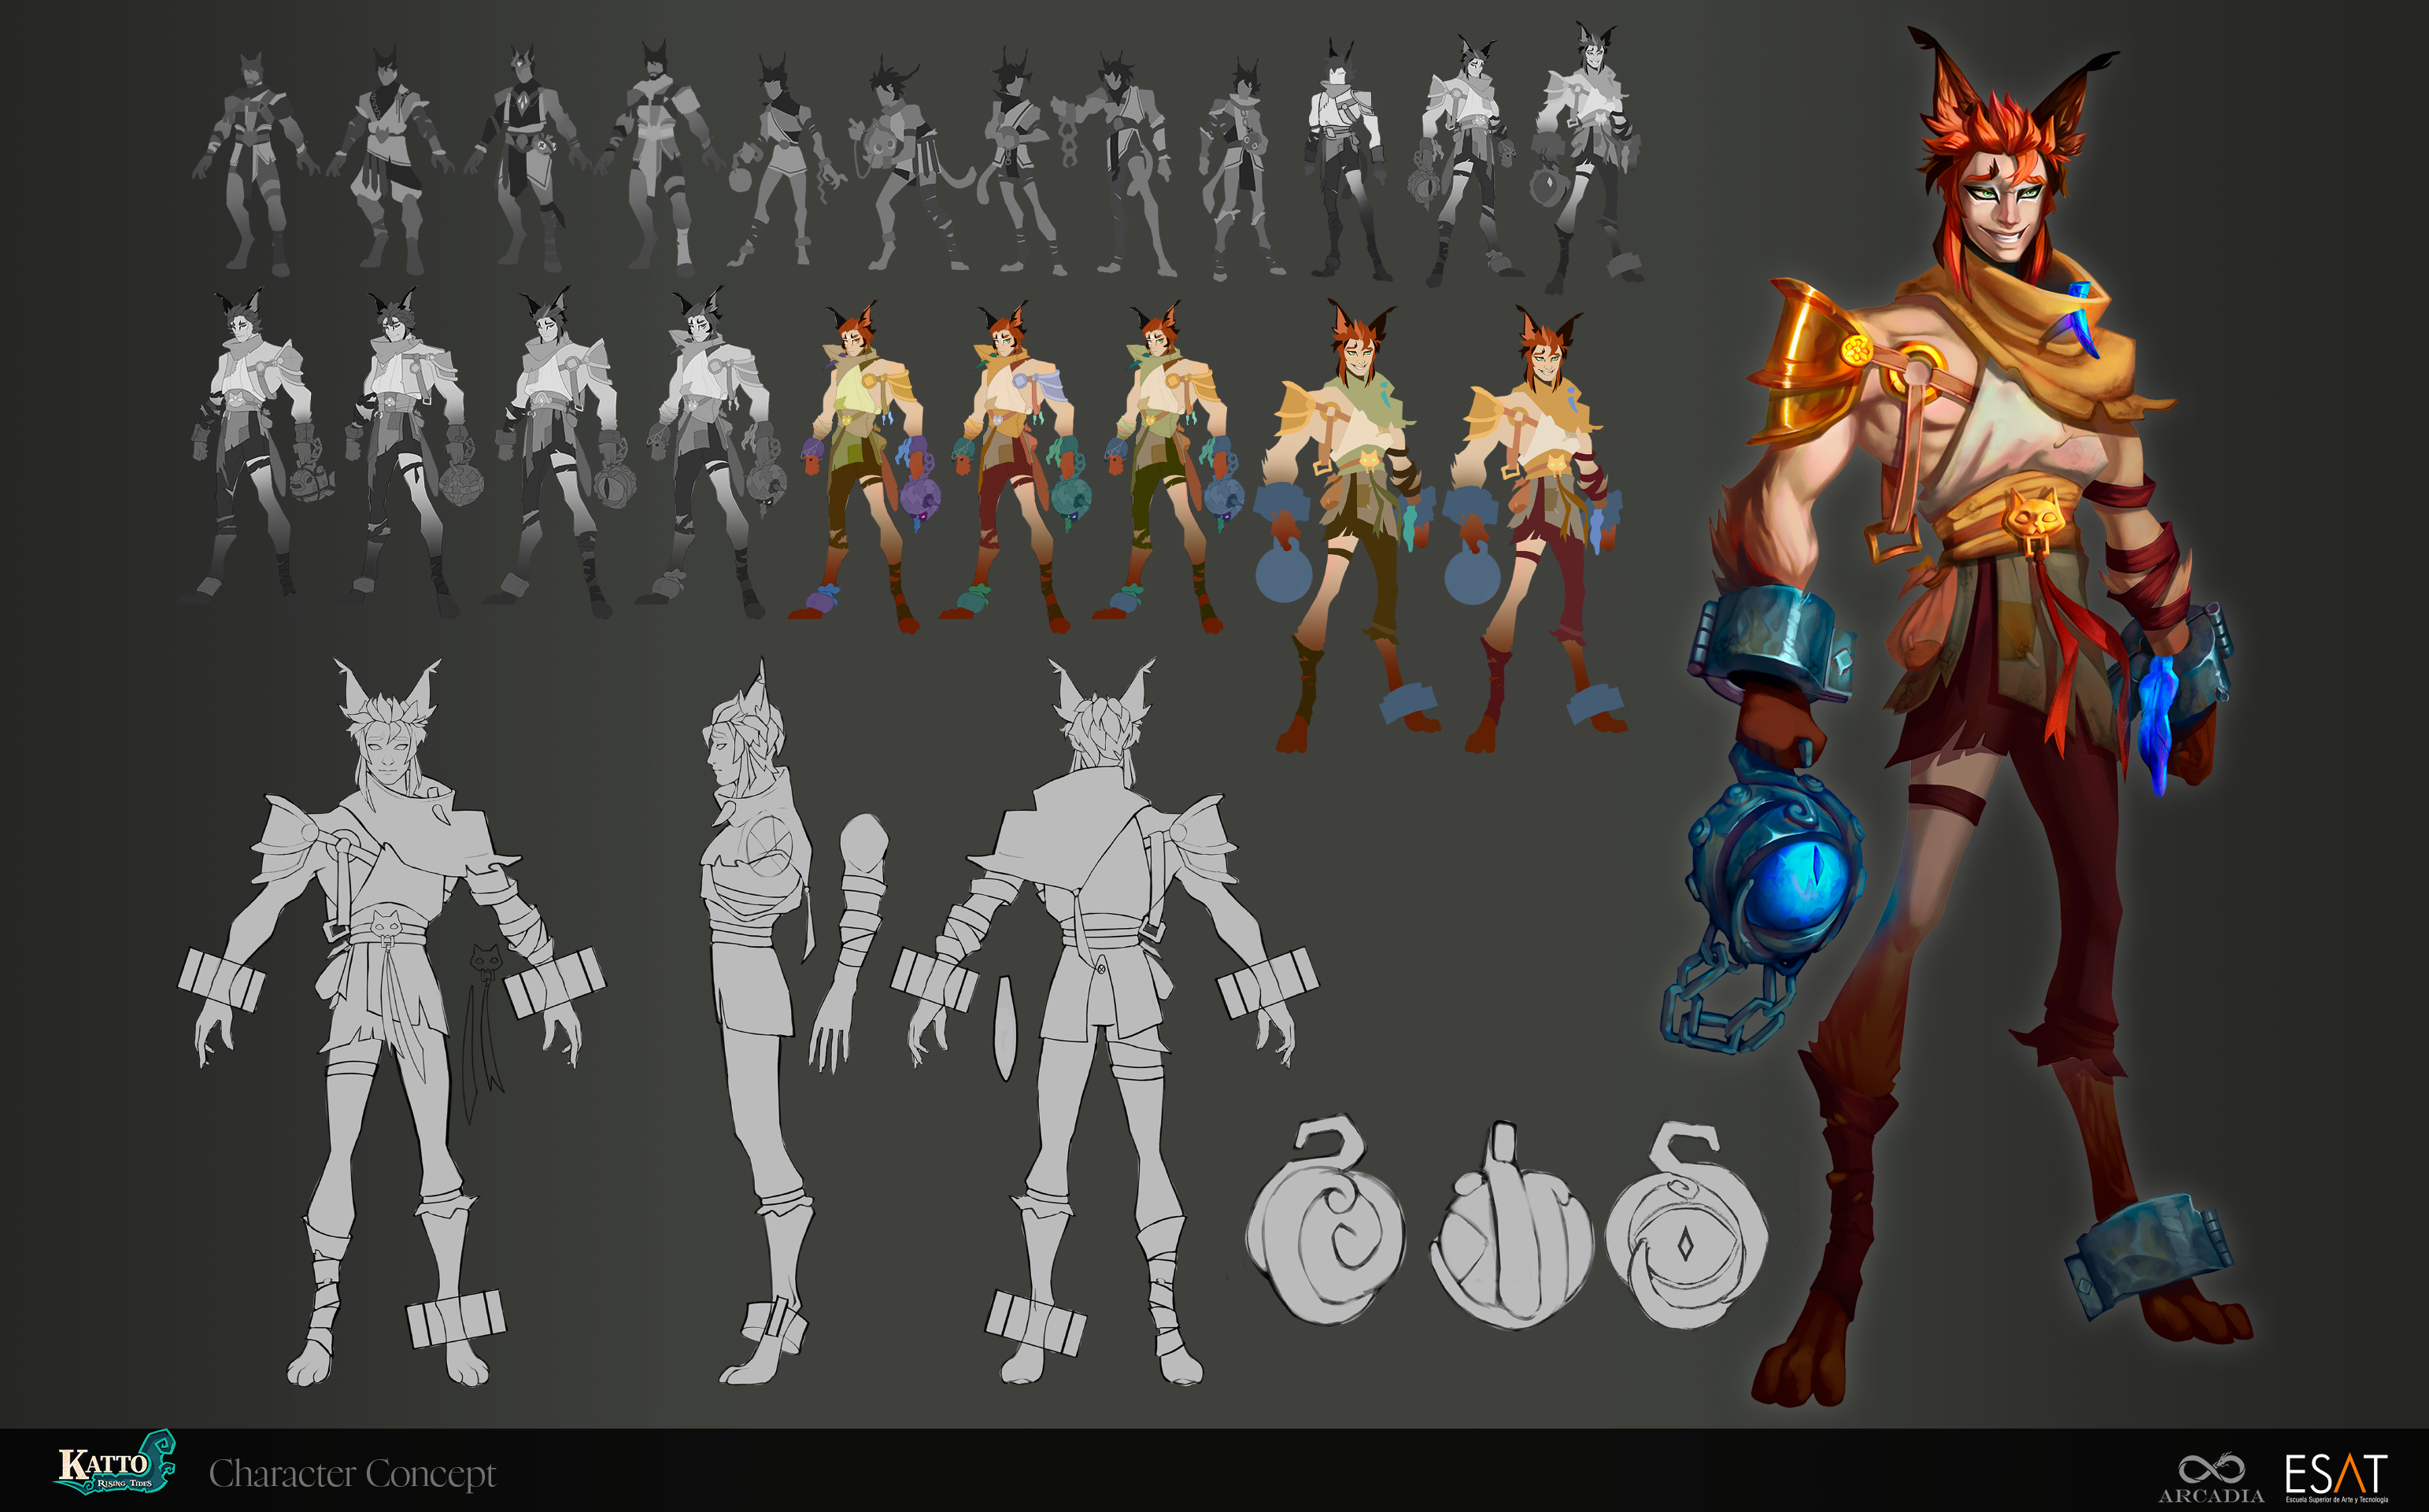 KATTO
RISING TIDES
Character Concept
ARCADIA
ESAT
Escuela Superior de Arte y Tecnología